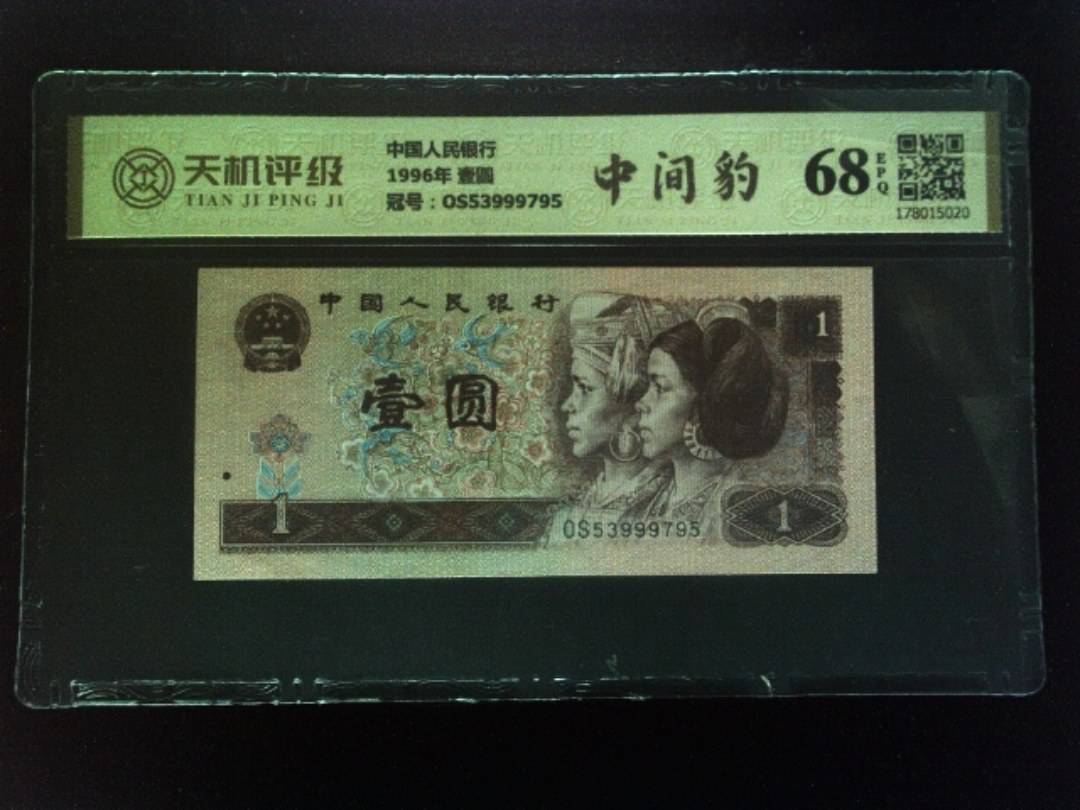 天机评级
TIAN JI PING JI
中国人民银行
1996年 壹圆
冠号：OS53999795
中间豹
68
EPQ
178015020
中国人民银行
1
壹圆
1
OS53999795
1